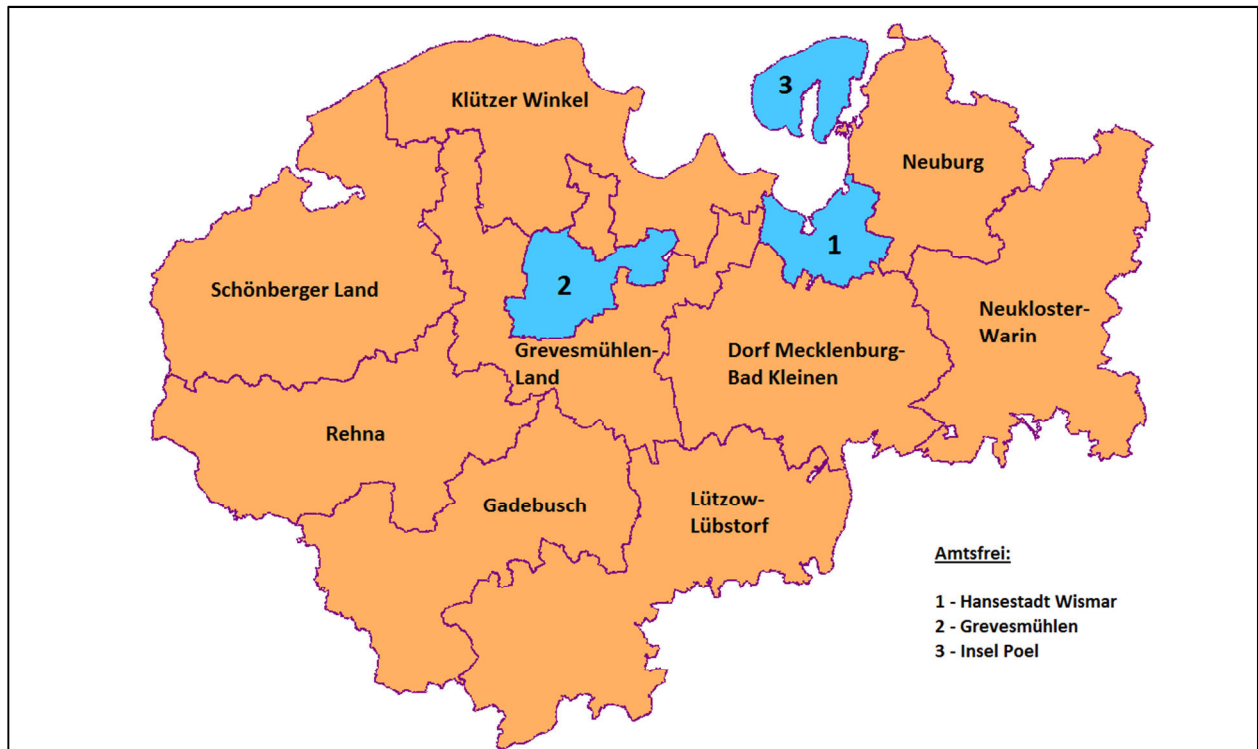 3
Klützer Winkel
Neuburg
1
Schönberger Land
2
Neukloster-
Warin
Grevesmühlen-
Land
Dorf Mecklenburg-
Bad Kleinen
Rehna
Gadebusch
Lützow-
Lübstorf
Amtsfrei:
1 - Hansestadt Wismar
2 - Grevesmühlen
3 - Insel Poel